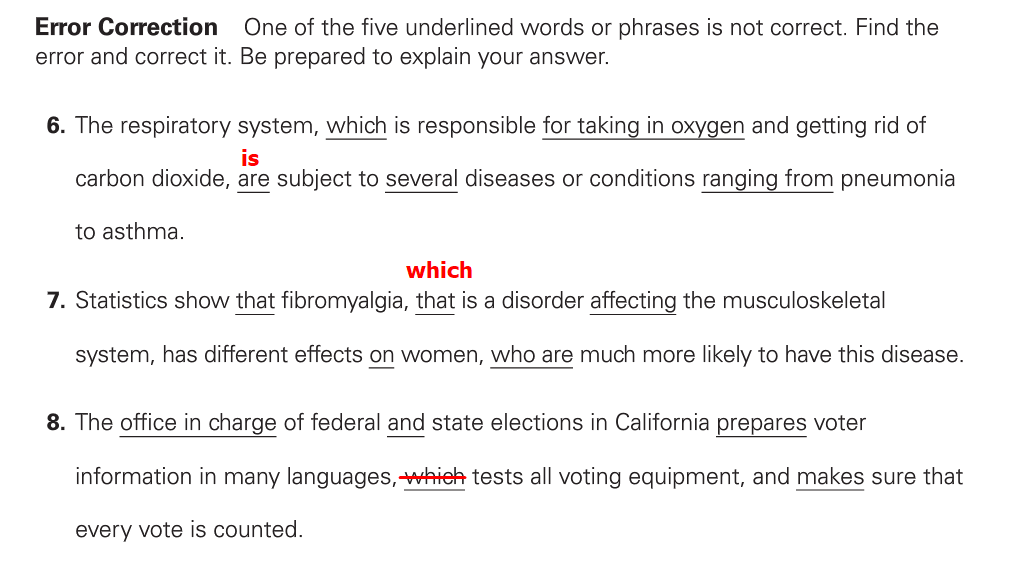 Error Correction One of the five underlined words or phrases is not correct. Find the
error and correct it. Be prepared to explain your answer.
6. The respiratory system, which is responsible for taking in oxygen and getting rid of
is
carbon dioxide, are subject to several diseases or conditions ranging from pneumonia
to asthma.
which
7. Statistics show that fibromyalgia, that is a disorder affecting the musculoskeletal
system, has different effects on women, who are much more likely to have this disease.
8. The office in charge of federal and state elections in California prepares voter
information in many languages, which tests all voting equipment, and makes sure that
every vote is counted.